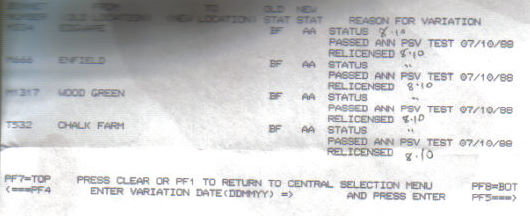 BONNET FROM TO OLD NEW
NUMBER (OLD LOCATION) (NEW LOCATION) STAT STAT REASON FOR VARIATION
EDGWARE BF AA STATUS 8.10
PASSED ANN PSV TEST 07/10/88
RELICENSED 8.10
M666 ENFIELD BF AA STATUS "
PASSED ANN PSV TEST 07/10/88
RELICENSED 8.10
M1317 WOOD GREEN BF AA STATUS "
PASSED ANN PSV TEST 07/10/88
RELICENSED 8.10
T532 CHALK FARM BF AA STATUS "
PASSED ANN PSV TEST 07/10/88
RELICENSED 8.10
PF7=TOP PRESS CLEAR OR PF1 TO RETURN TO CENTRAL SELECTION MENU PF8=BOT
(===PF4 ENTER VARIATION DATE(DDMMYY) => AND PRESS ENTER PF5===)